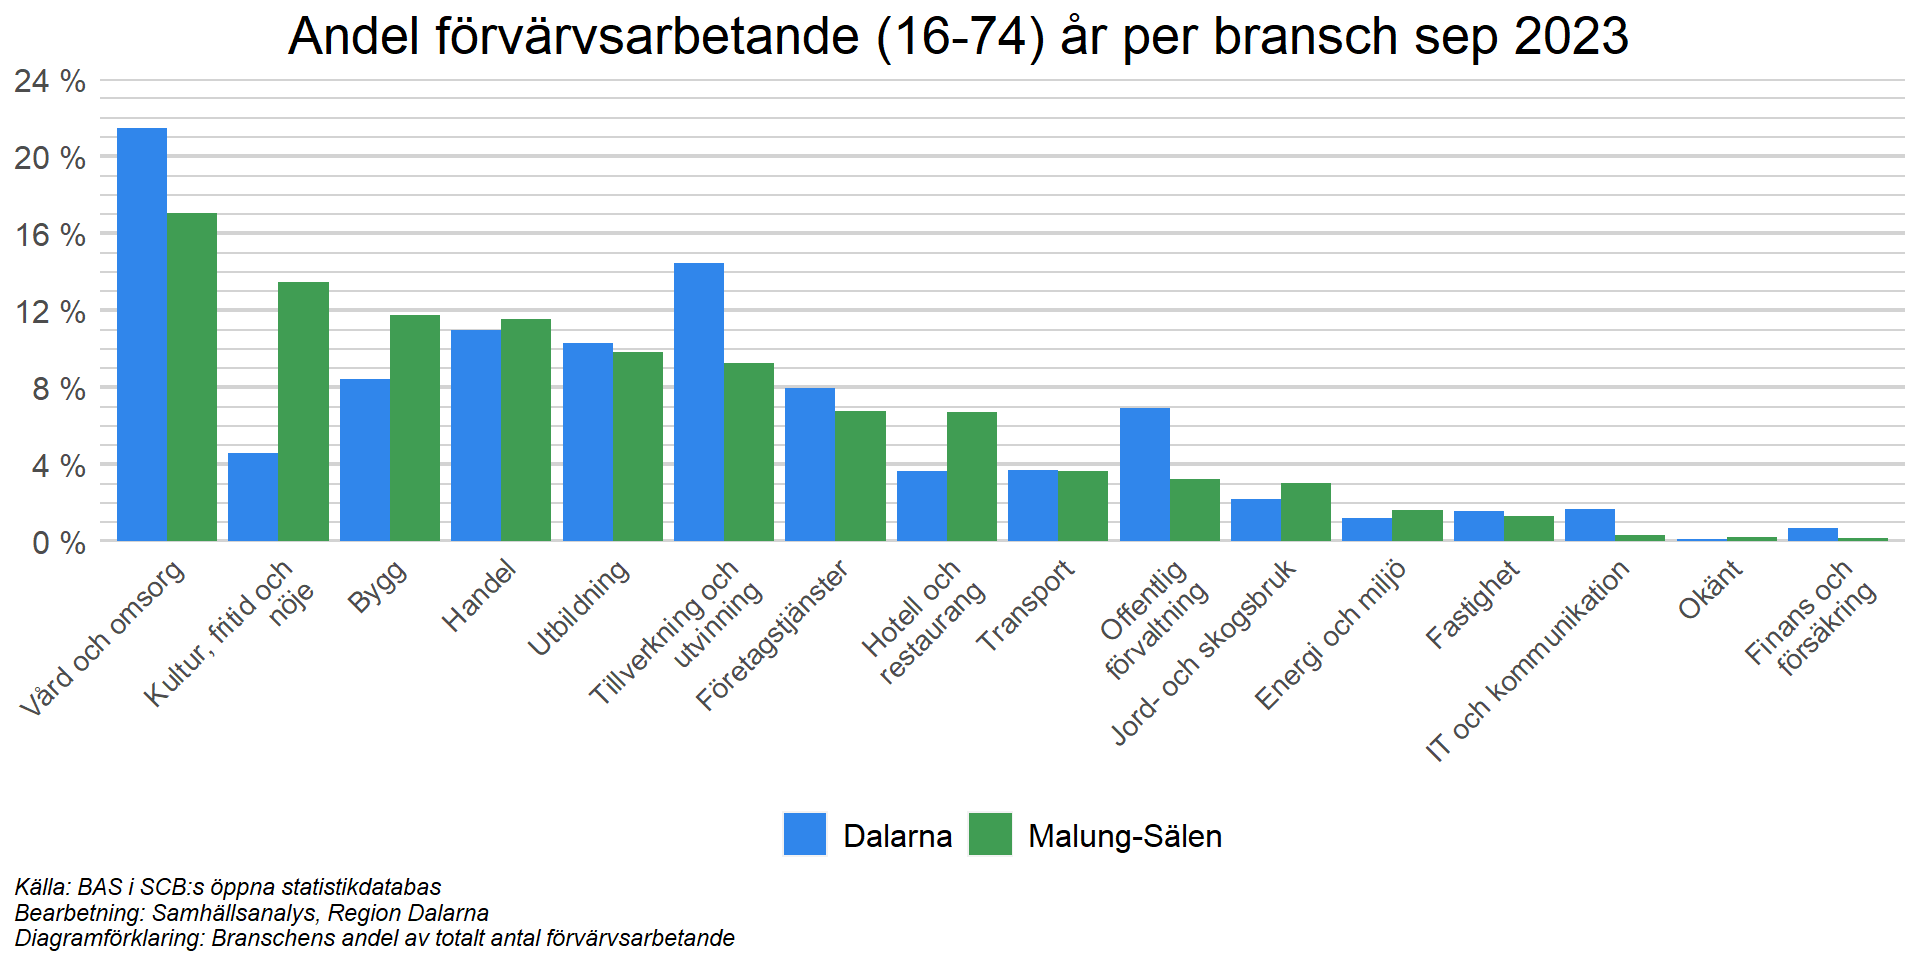 Andel förvärvsarbetande (16-74) år per bransch sep 2023
24 %
20 %
16 %
12 %
8 %
4 %
0 %
Vård och omsorg
Kultur, fritid och
nöje
Bygg
Handel
Utbildning
Tillverkning och
utvinning
Företagstjänster
Hotell och
restaurang
Transport
Offentlig
förvaltning
Jord- och skogsbruk
Energi och miljö
Fastighet
IT och kommunikation
Okänt
Finans och
försäkring
Dalarna
Malung-Sälen
Källa: BAS i SCB:s öppna statistikdatabas
Bearbetning: Samhällsanalys, Region Dalarna
Diagramförklaring: Branschens andel av totalt antal förvärvsarbetande